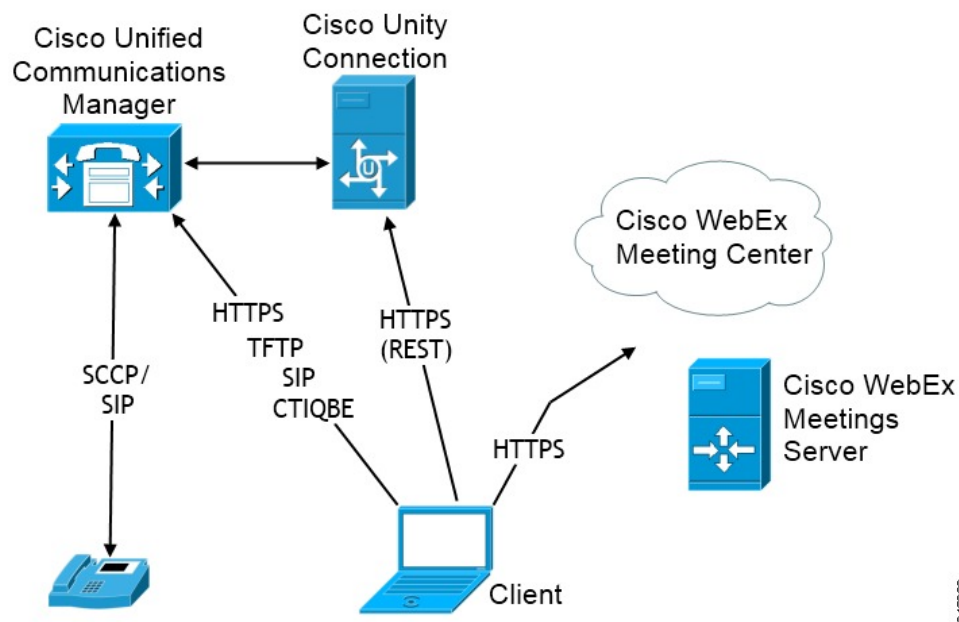 Cisco Unified
Communications
Manager
Cisco Unity
Connection
U
Cisco WebEx
Meeting Center
HTTPS
TFTP
SIP
CTIQBE
HTTPS
(REST)
SCCP/
SIP
HTTPS
Cisco WebEx
Meetings
Server
Client